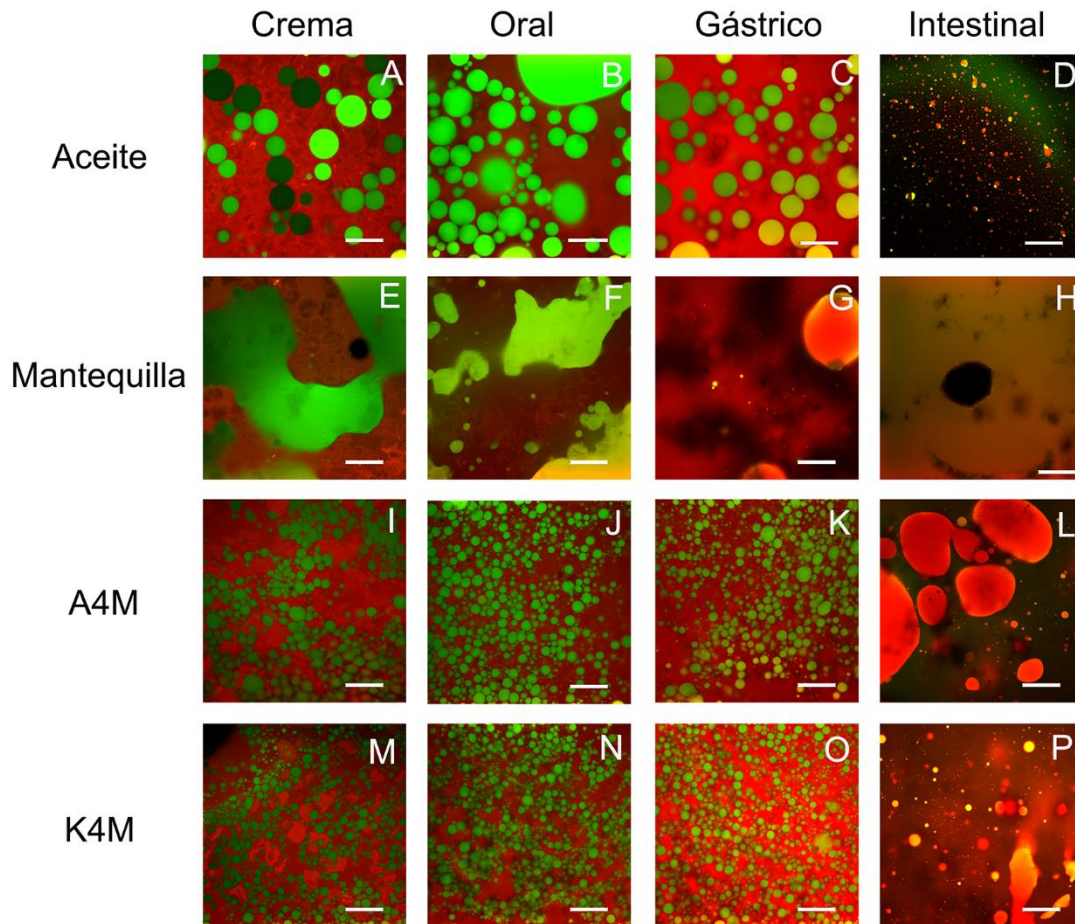 Crema Oral Gástrico Intestinal
Aceite A B C D
Mantequilla E F G H
A4M I J K L
K4M M N O P